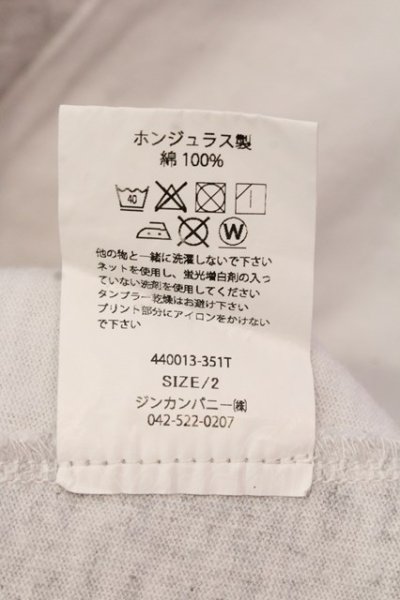 ホンジュラス製
綿 100%
40
W
他の物と一緒に洗濯しないで下さい
ネットを使用し、蛍光増白剤の入っ
ていない洗剤を使用してください
タンブラー乾燥はお避け下さい
プリント部分にアイロンをかけない
で下さい
440013-351T
SIZE/2
ジンカンパニー㈱
042-522-0207